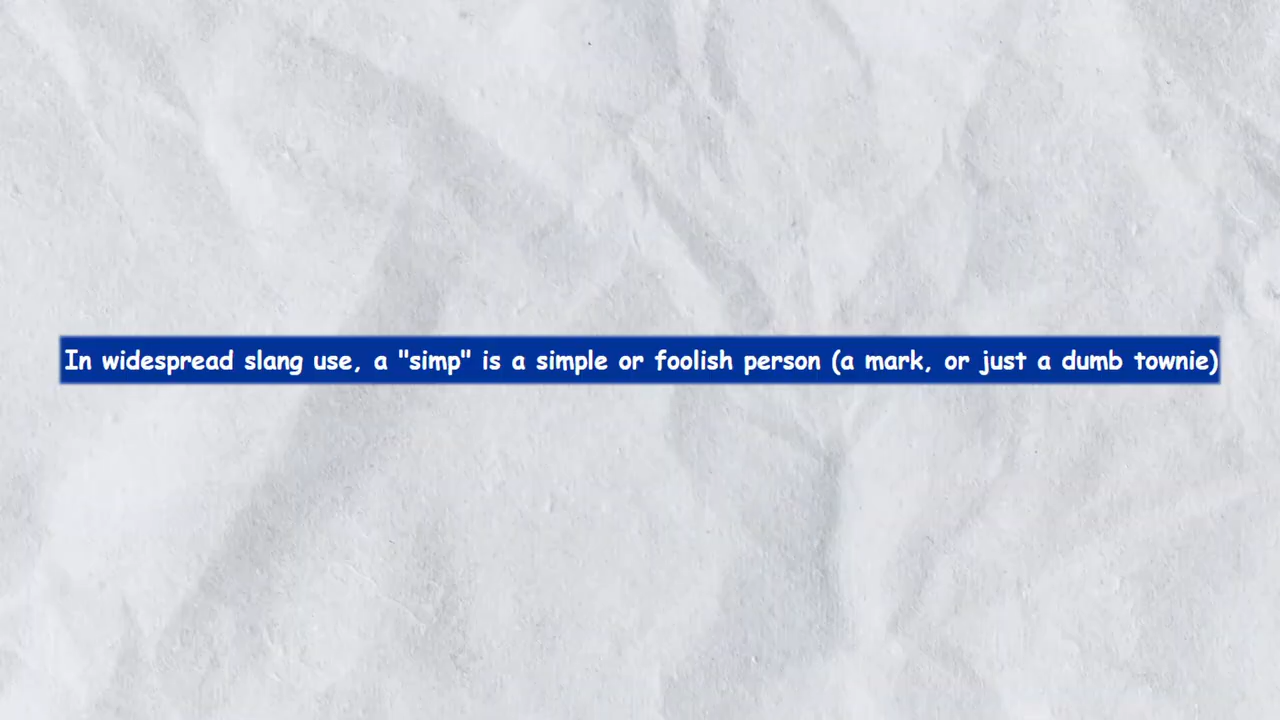 In widespread slang use, a "simp" is a simple or foolish person (a mark, or just a dumb townie)